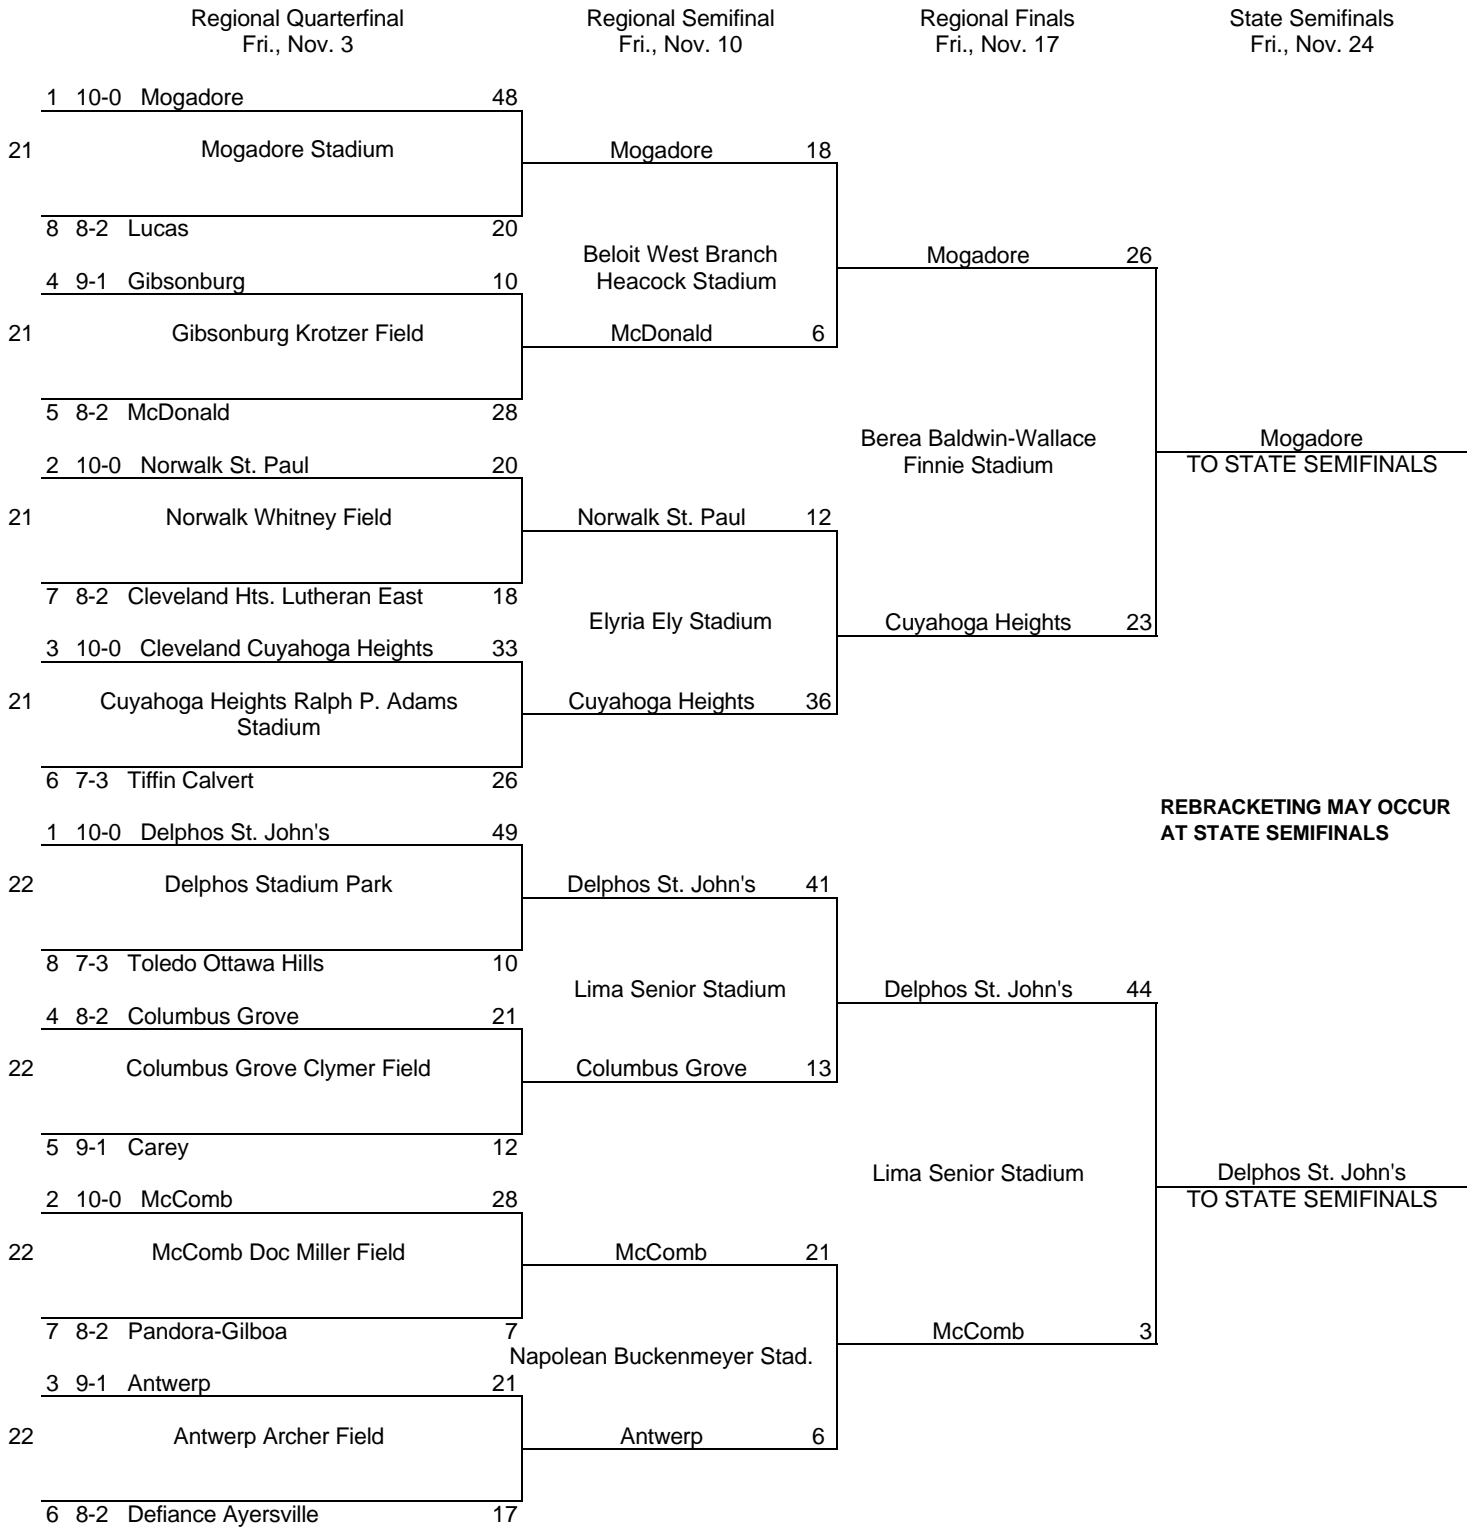 Regional Quarterfinal Regional Semifinal Regional Finals State Semifinals
Fri., Nov. 3 Fri., Nov. 10 Fri., Nov. 17 Fri., Nov. 24
1 10-0 Mogadore 48
21 Mogadore Stadium Mogadore 18
8 8-2 Lucas 20
Beloit West Branch Mogadore 26
4 9-1 Gibsonburg 10 Heacock Stadium
21 Gibsonburg Krotzer Field McDonald 6
5 8-2 McDonald 28
Berea Baldwin-Wallace Mogadore
2 10-0 Norwalk St. Paul 20 Finnie Stadium TO STATE SEMIFINALS
21 Norwalk Whitney Field Norwalk St. Paul 12
7 8-2 Cleveland Hts. Lutheran East 18
Elyria Ely Stadium Cuyahoga Heights 23
3 10-0 Cleveland Cuyahoga Heights 33
21 Cuyahoga Heights Ralph P. Adams Cuyahoga Heights 36
Stadium
6 7-3 Tiffin Calvert 26
REBRACKETING MAY OCCUR
1 10-0 Delphos St. John's 49 AT STATE SEMIFINALS
22 Delphos Stadium Park Delphos St. John's 41
8 7-3 Toledo Ottawa Hills 10
Lima Senior Stadium Delphos St. John's 44
4 8-2 Columbus Grove 21
22 Columbus Grove Clymer Field Columbus Grove 13
5 9-1 Carey 12
Lima Senior Stadium Delphos St. John's
2 10-0 McComb 28 TO STATE SEMIFINALS
22 McComb Doc Miller Field McComb 21
7 8-2 Pandora-Gilboa 7 McComb 3
Napolean Buckenmeyer Stad.
3 9-1 Antwerp 21
22 Antwerp Archer Field Antwerp 6
6 8-2 Defiance Ayersville 17